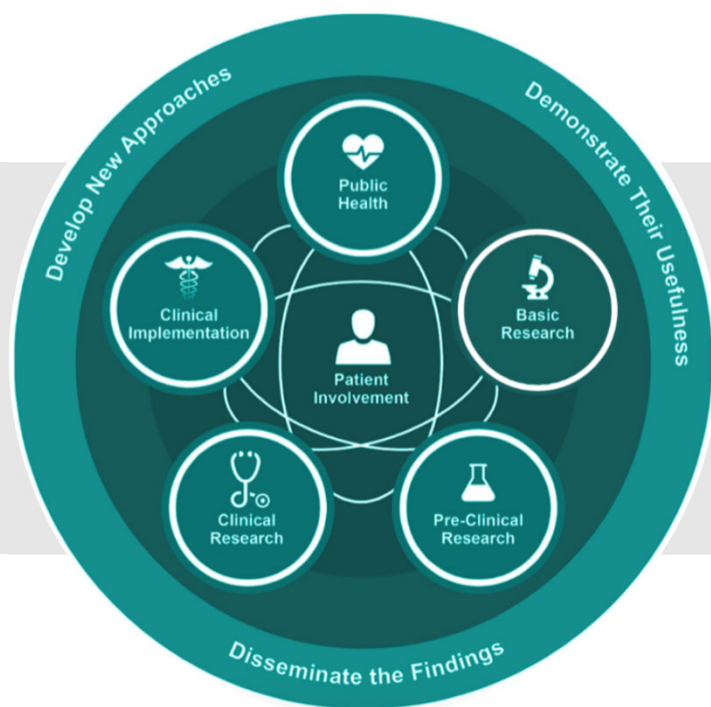 Develop New Approaches
Demonstrate Their Usefulness
Public
Health
Clinical
Implementation
Basic
Research
Patient
Involvement
Clinical
Research
Pre-Clinical
Research
Disseminate the Findings